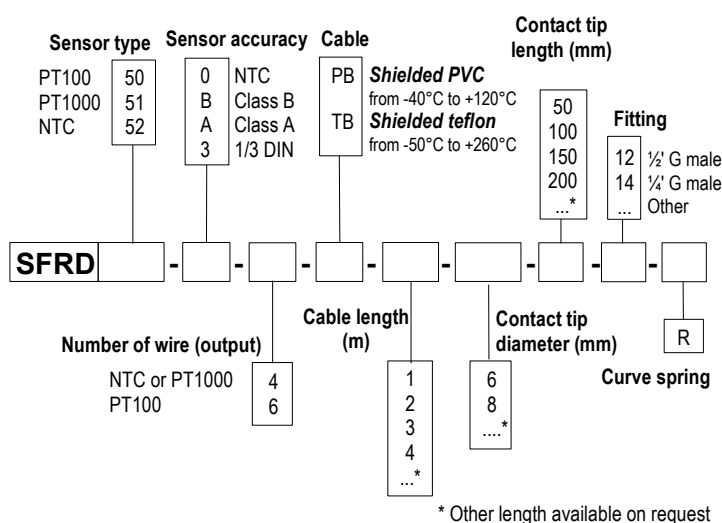 Sensor type
PT100 50
PT1000 51
NTC 52
Sensor accuracy
0 NTC
B Class B
A Class A
3 1/3 DIN
Cable
PB Shielded PVC
from -40°C to +120°C
TB Shielded teflon
from -50°C to +260°C
Contact tip
length (mm)
50
100
150
200
...*
Fitting
12 ½' G male
14 ¼' G male
... Other
SFRD - - - - - - - -
Number of wire (output)
NTC or PT1000 4
PT100 6
Cable length
(m)
1
2
3
4
...*
Contact tip
diameter (mm)
6
8
....*
R
Curve spring
* Other length available on request